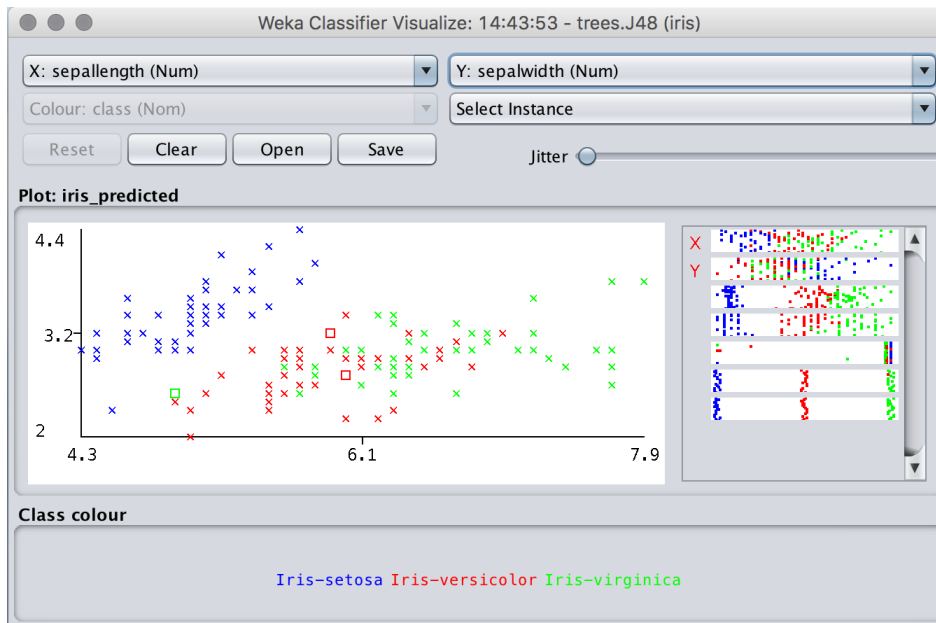 Weka Classifier Visualize: 14:43:53 - trees.J48 (iris)
X: sepallength (Num) Y: sepalwidth (Num)
Colour: class (Nom) Select Instance
Reset Clear Open Save Jitter
Plot: iris_predicted
4.4
3.2
2
4.3 6.1 7.9
X
Y
Class colour
Iris-setosa Iris-versicolor Iris-virginica